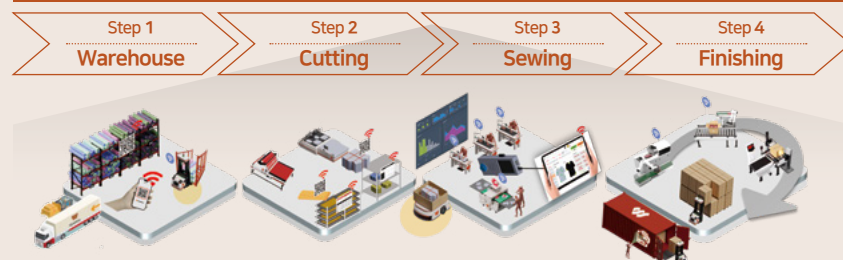 Step 1
Warehouse
Step 2
Cutting
Step 3
Sewing
Step 4
Finishing